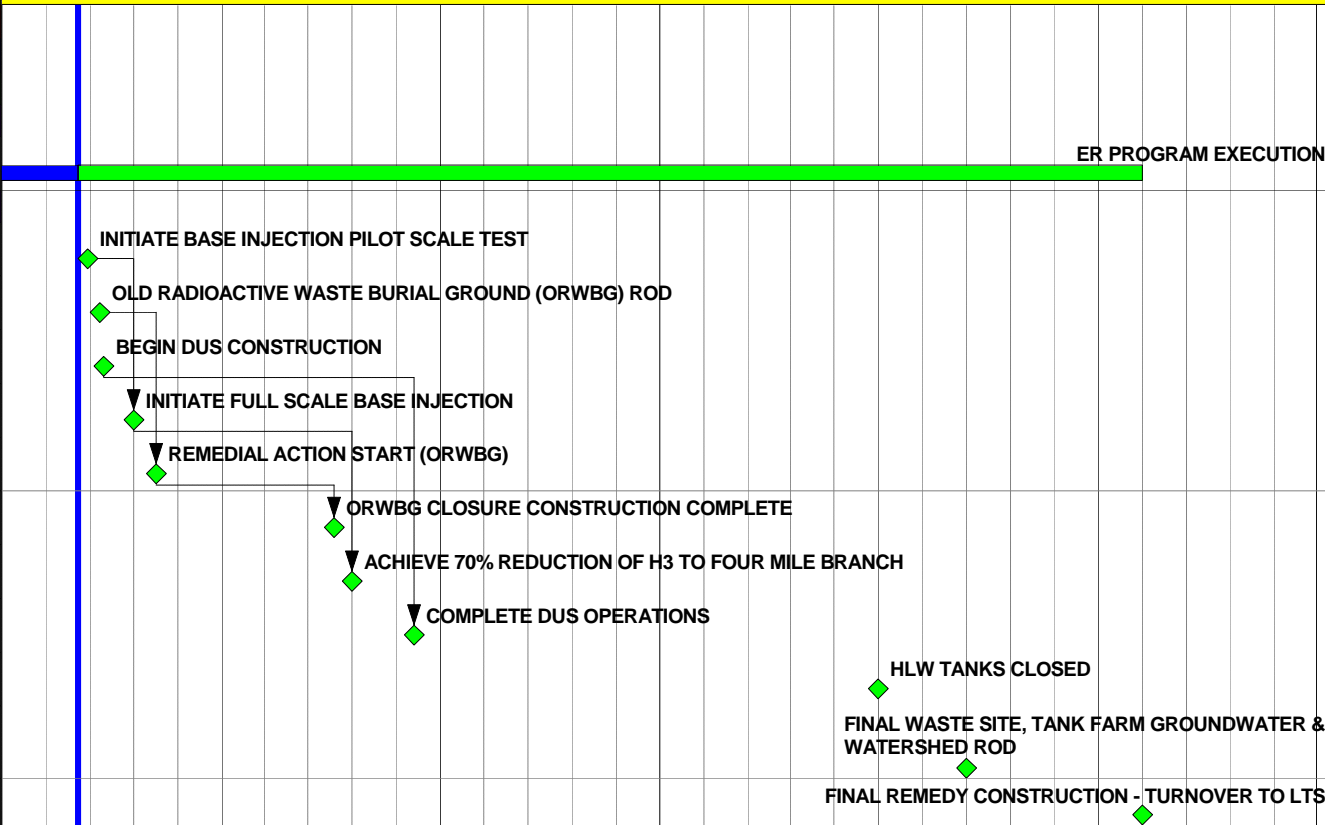 ER PROGRAM EXECUTION
INITIATE BASE INJECTION PILOT SCALE TEST
OLD RADIOACTIVE WASTE BURIAL GROUND (ORWBG) ROD
BEGIN DUS CONSTRUCTION
INITIATE FULL SCALE BASE INJECTION
REMEDIAL ACTION START (ORWBG)
ORWBG CLOSURE CONSTRUCTION COMPLETE
ACHIEVE 70% REDUCTION OF H3 TO FOUR MILE BRANCH
COMPLETE DUS OPERATIONS
HLW TANKS CLOSED
FINAL WASTE SITE, TANK FARM GROUNDWATER &
WATERSHED ROD
FINAL REMEDY CONSTRUCTION - TURNOVER TO LTS